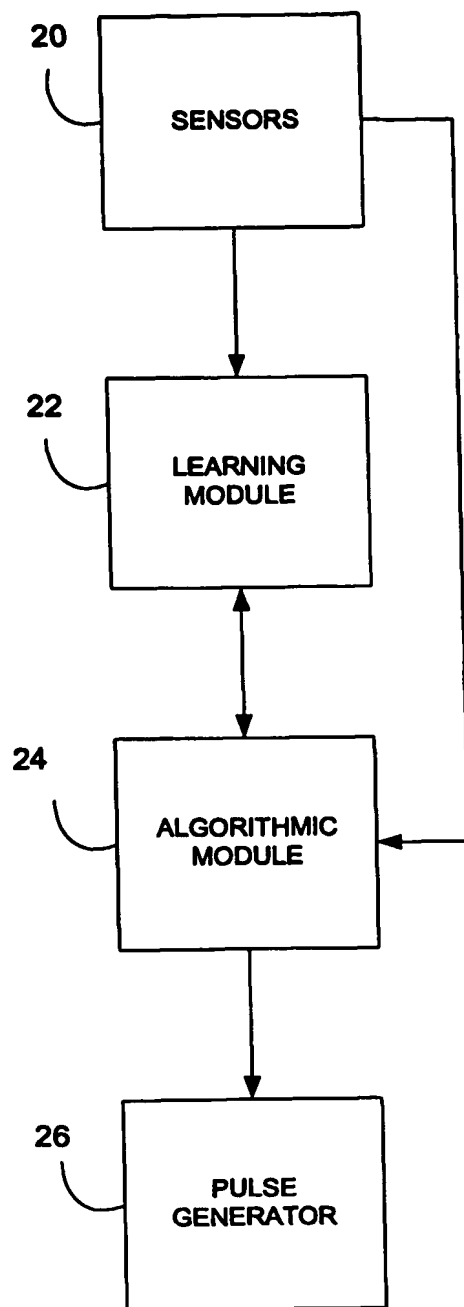 20
SENSORS
22
LEARNING
MODULE
24
ALGORITHMIC
MODULE
26
PULSE
GENERATOR